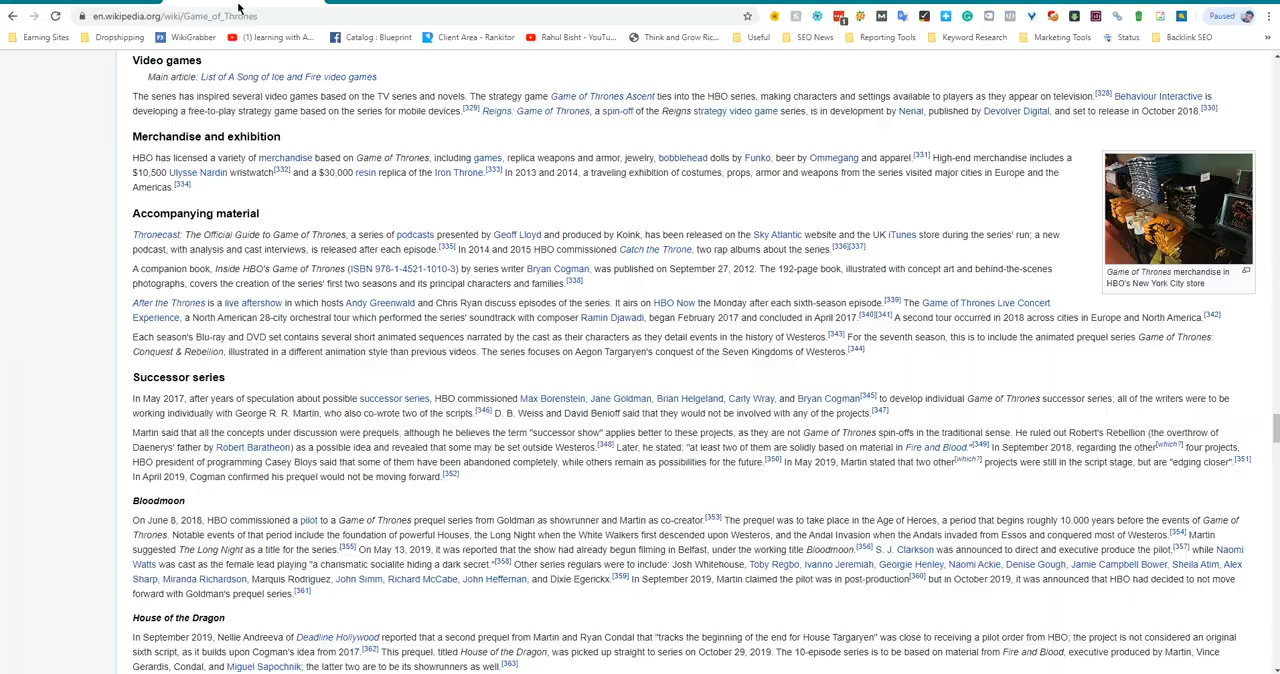 en.wikipedia.org/wiki/Game_of_Thrones
Paused
Earning Sites
Dropshipping
WikiGrabber
(1) learning with A...
Catalog : Blueprint
Client Area - Rankitor
Rahul Bisht - YouTu...
Think and Grow Ric...
Useful
SEO News
Reporting Tools
Keyword Research
Marketing Tools
Status
Backlink SEO
»
Video games
Main article: List of A Song of Ice and Fire video games
The series has inspired several video games based on the TV series and novels. The strategy game Game of Thrones Ascent ties into the HBO series, making characters and settings available to players as they appear on television.[328] Behaviour Interactive is
developing a free-to-play strategy game based on the series for mobile devices.[329] Reigns: Game of Thrones, a spin-off of the Reigns strategy video game series, is in development by Nerial, published by Devolver Digital, and set to release in October 2018.[330]
Merchandise and exhibition
HBO has licensed a variety of merchandise based on Game of Thrones, including games, replica weapons and armor, jewelry, bobblehead dolls by Funko, beer by Ommegang and apparel.[331] High-end merchandise includes a
$10,500 Ulysse Nardin wristwatch[332] and a $30,000 resin replica of the Iron Throne.[333] In 2013 and 2014, a traveling exhibition of costumes, props, armor and weapons from the series visited major cities in Europe and the
Americas.[334]
Game of Thrones merchandise in
HBO's New York City store
Accompanying material
Thronecast: The Official Guide to Game of Thrones, a series of podcasts presented by Geoff Lloyd and produced by Koink, has been released on the Sky Atlantic website and the UK iTunes store during the series' run; a new
podcast, with analysis and cast interviews, is released after each episode.[335] In 2014 and 2015 HBO commissioned Catch the Throne, two rap albums about the series.[336][337]
A companion book, Inside HBO's Game of Thrones (ISBN 978-1-4521-1010-3) by series writer Bryan Cogman, was published on September 27, 2012. The 192-page book, illustrated with concept art and behind-the-scenes
photographs, covers the creation of the series' first two seasons and its principal characters and families.[338]
After the Thrones is a live aftershow in which hosts Andy Greenwald and Chris Ryan discuss episodes of the series. It airs on HBO Now the Monday after each sixth-season episode.[339] The Game of Thrones Live Concert
Experience, a North American 28-city orchestral tour which performed the series' soundtrack with composer Ramin Djawadi, began February 2017 and concluded in April 2017.[340][341] A second tour occurred in 2018 across cities in Europe and North America.[342]
Each season's Blu-ray and DVD set contains several short animated sequences narrated by the cast as their characters as they detail events in the history of Westeros.[343] For the seventh season, this is to include the animated prequel series Game of Thrones:
Conquest & Rebellion, illustrated in a different animation style than previous videos. The series focuses on Aegon Targaryen's conquest of the Seven Kingdoms of Westeros.[344]
Successor series
In May 2017, after years of speculation about possible successor series, HBO commissioned Max Borenstein, Jane Goldman, Brian Helgeland, Carly Wray, and Bryan Cogman[345] to develop individual Game of Thrones successor series; all of the writers were to be
working individually with George R. R. Martin, who also co-wrote two of the scripts.[346] D. B. Weiss and David Benioff said that they would not be involved with any of the projects.[347]
Martin said that all the concepts under discussion were prequels, although he believes the term "successor show" applies better to these projects, as they are not Game of Thrones spin-offs in the traditional sense. He ruled out Robert's Rebellion (the overthrow of
Daenerys' father by Robert Baratheon) as a possible idea and revealed that some may be set outside Westeros.[348] Later, he stated: "at least two of them are solidly based on material in Fire and Blood."[349] In September 2018, regarding the other[which?] four projects,
HBO president of programming Casey Bloys said that some of them have been abandoned completely, while others remain as possibilities for the future.[350] In May 2019, Martin stated that two other[which?] projects were still in the script stage, but are "edging closer".[351]
In April 2019, Cogman confirmed his prequel would not be moving forward.[352]
Bloodmoon
On June 8, 2018, HBO commissioned a pilot to a Game of Thrones prequel series from Goldman as showrunner and Martin as co-creator.[353] The prequel was to take place in the Age of Heroes, a period that begins roughly 10.000 years before the events of Game of
Thrones. Notable events of that period include the foundation of powerful Houses, the Long Night when the White Walkers first descended upon Westeros, and the Andal Invasion when the Andals invaded from Essos and conquered most of Westeros.[354] Martin
suggested The Long Night as a title for the series.[355] On May 13, 2019, it was reported that the show had already begun filming in Belfast, under the working title Bloodmoon.[356] S. J. Clarkson was announced to direct and executive produce the pilot,[357] while Naomi
Watts was cast as the female lead playing "a charismatic socialite hiding a dark secret."[358] Other series regulars were to include: Josh Whitehouse, Toby Regbo, Ivanno Jeremiah, Georgie Henley, Naomi Ackie, Denise Gough, Jamie Campbell Bower, Sheila Atim, Alex
Sharp, Miranda Richardson, Marquis Rodriguez, John Simm, Richard McCabe, John Heffernan, and Dixie Egerickx.[359] In September 2019, Martin claimed the pilot was in post-production[360] but in October 2019, it was announced that HBO had decided to not move
forward with Goldman's prequel series.[361]
House of the Dragon
In September 2019, Nellie Andreeva of Deadline Hollywood reported that a second prequel from Martin and Ryan Condal that "tracks the beginning of the end for House Targaryen" was close to receiving a pilot order from HBO; the project is not considered an original
sixth script, as it builds upon Cogman's idea from 2017.[362] This prequel, titled House of the Dragon, was picked up straight to series on October 29, 2019. The 10-episode series is to be based on material from Fire and Blood, executive produced by Martin, Vince
Gerardis, Condal, and Miguel Sapochnik; the latter two are to be its showrunners as well.[363]